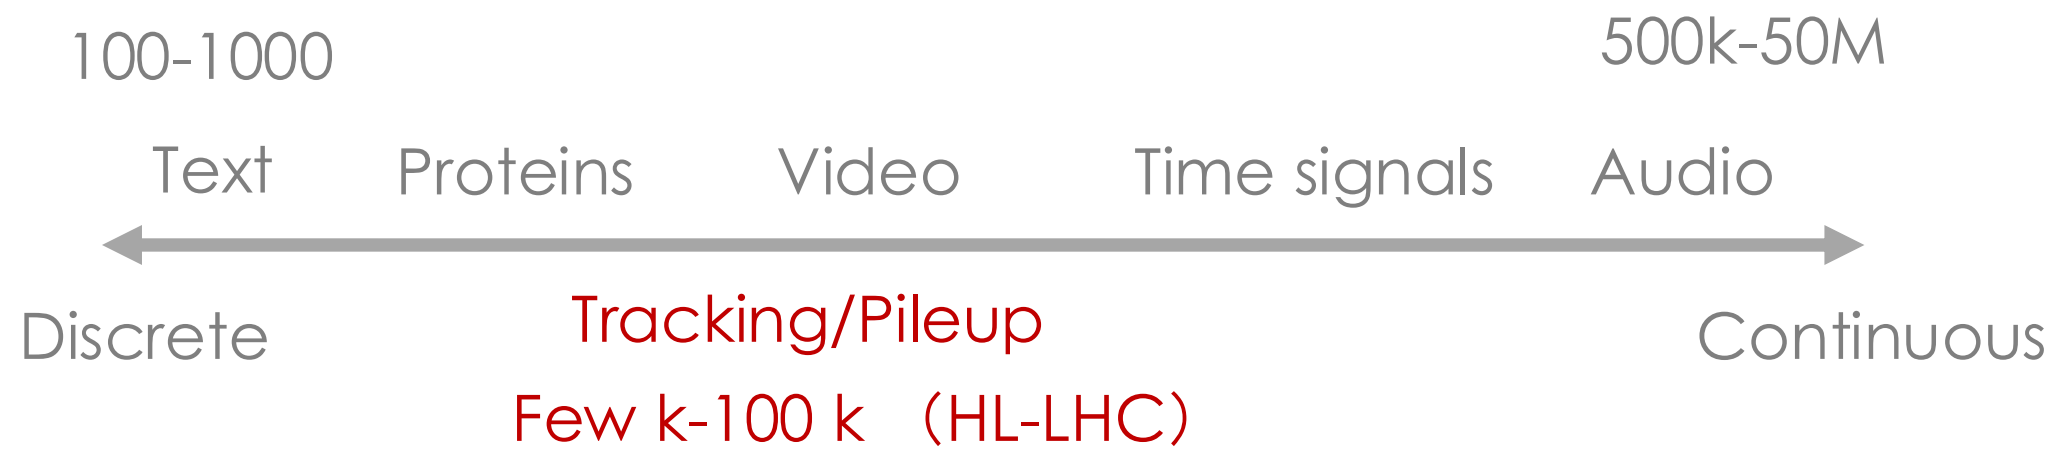 100-1000
500k-50M
Text
Proteins
Video
Time signals
Audio
Discrete
Tracking/Pileup
Continuous
Few k-100 k （HL-LHC）